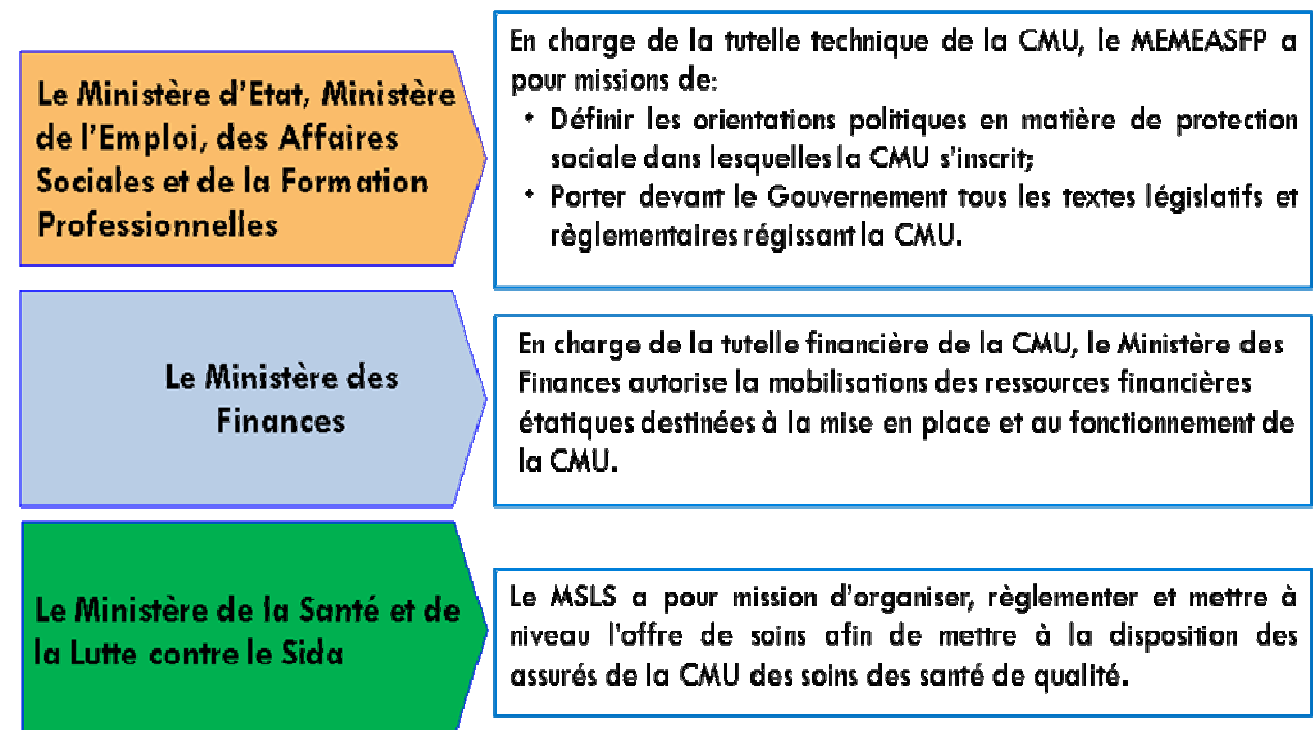 Le Ministère d'Etat, Ministère
de l'Emploi, des Affaires
Sociales et de la Formation
Professionnelles
En charge de la tutelle technique de la CMU, le MEMEASFP a
pour missions de:
• Définir les orientations politiques en matière de protection
sociale dans lesquelles la CMU s'inscrit;
• Porter devant le Gouvernement tous les textes législatifs et
règlementaires régissant la CMU.
Le Ministère des
Finances
En charge de la tutelle financière de la CMU, le Ministère des
Finances autorise la mobilisations des ressources financières
étatiques destinées à la mise en place et au fonctionnement de
la CMU.
Le Ministère de la Santé et de
la Lutte contre le Sida
Le MSLS a pour mission d'organiser, règlementer et mettre à
niveau l'offre de soins afin de mettre à la disposition des
assurés de la CMU des soins des santé de qualité.